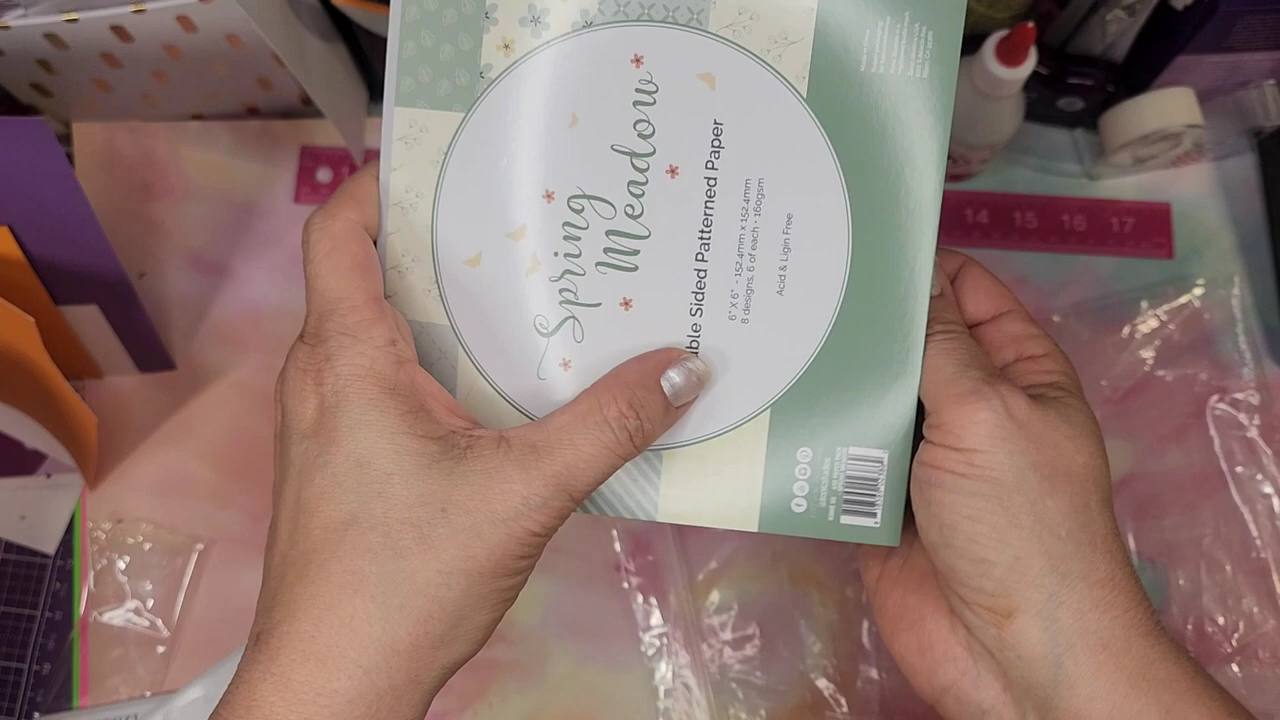 Spring
Meadow
ble Sided Patterned Paper
6" X 6" - 152.4mm x 152.4mm
8 designs. 6 of each • 160gsm
Acid & Ligin Free
14 15 16 17